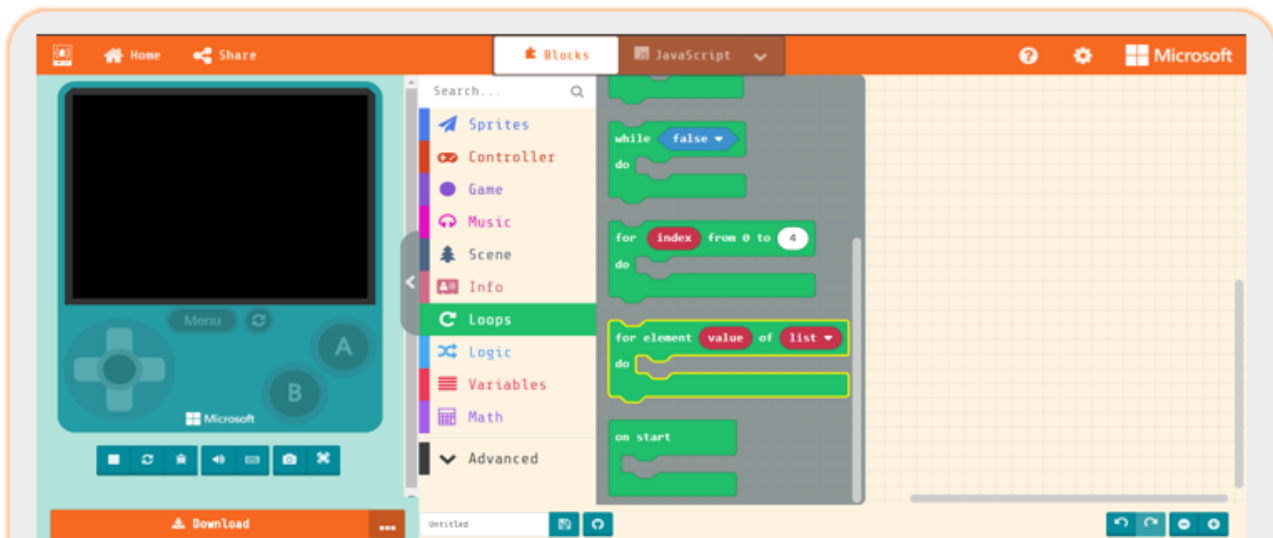 Home
Share
Blocks
JS JavaScript
Microsoft
Menu
A
B
Microsoft
Download
Search...
Sprites
Controller
Game
Music
Scene
Info
Loops
Logic
Variables
Math
Advanced
while false
do
for index from 0 to 4
do
for element value of list
do
on start
Untitled